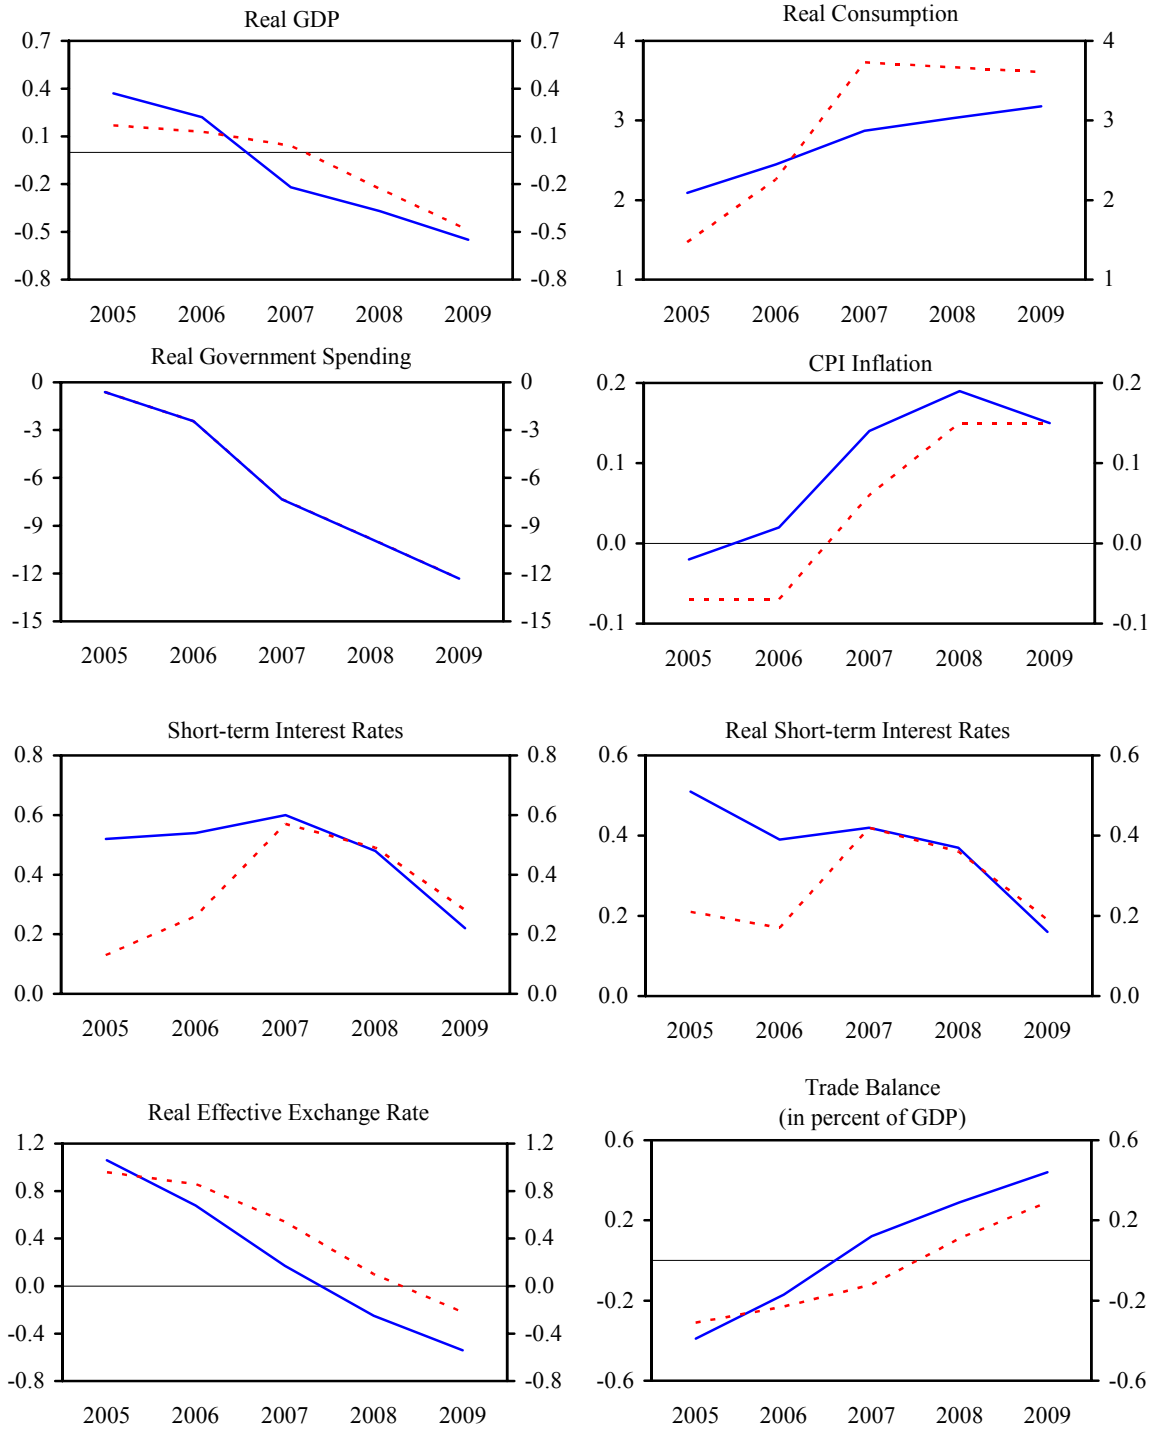 Real GDP
0.7 0.7
0.4 0.4
0.1 0.1
-0.2 -0.2
-0.5 -0.5
-0.8 -0.8
2005 2006 2007 2008 2009
Real Consumption
4 4
3 3
2 2
1 1
2005 2006 2007 2008 2009
Real Government Spending
0 0
-3 -3
-6 -6
-9 -9
-12 -12
-15 -15
2005 2006 2007 2008 2009
CPI Inflation
0.2 0.2
0.1 0.1
0.0 0.0
-0.1 -0.1
2005 2006 2007 2008 2009
Short-term Interest Rates
0.8 0.8
0.6 0.6
0.4 0.4
0.2 0.2
0.0 0.0
2005 2006 2007 2008 2009
Real Short-term Interest Rates
0.6 0.6
0.4 0.4
0.2 0.2
0.0 0.0
2005 2006 2007 2008 2009
Real Effective Exchange Rate
1.2 1.2
0.8 0.8
0.4 0.4
0.0 0.0
-0.4 -0.4
-0.8 -0.8
2005 2006 2007 2008 2009
Trade Balance
(in percent of GDP)
0.6 0.6
0.2 0.2
-0.2 -0.2
-0.6 -0.6
2005 2006 2007 2008 2009